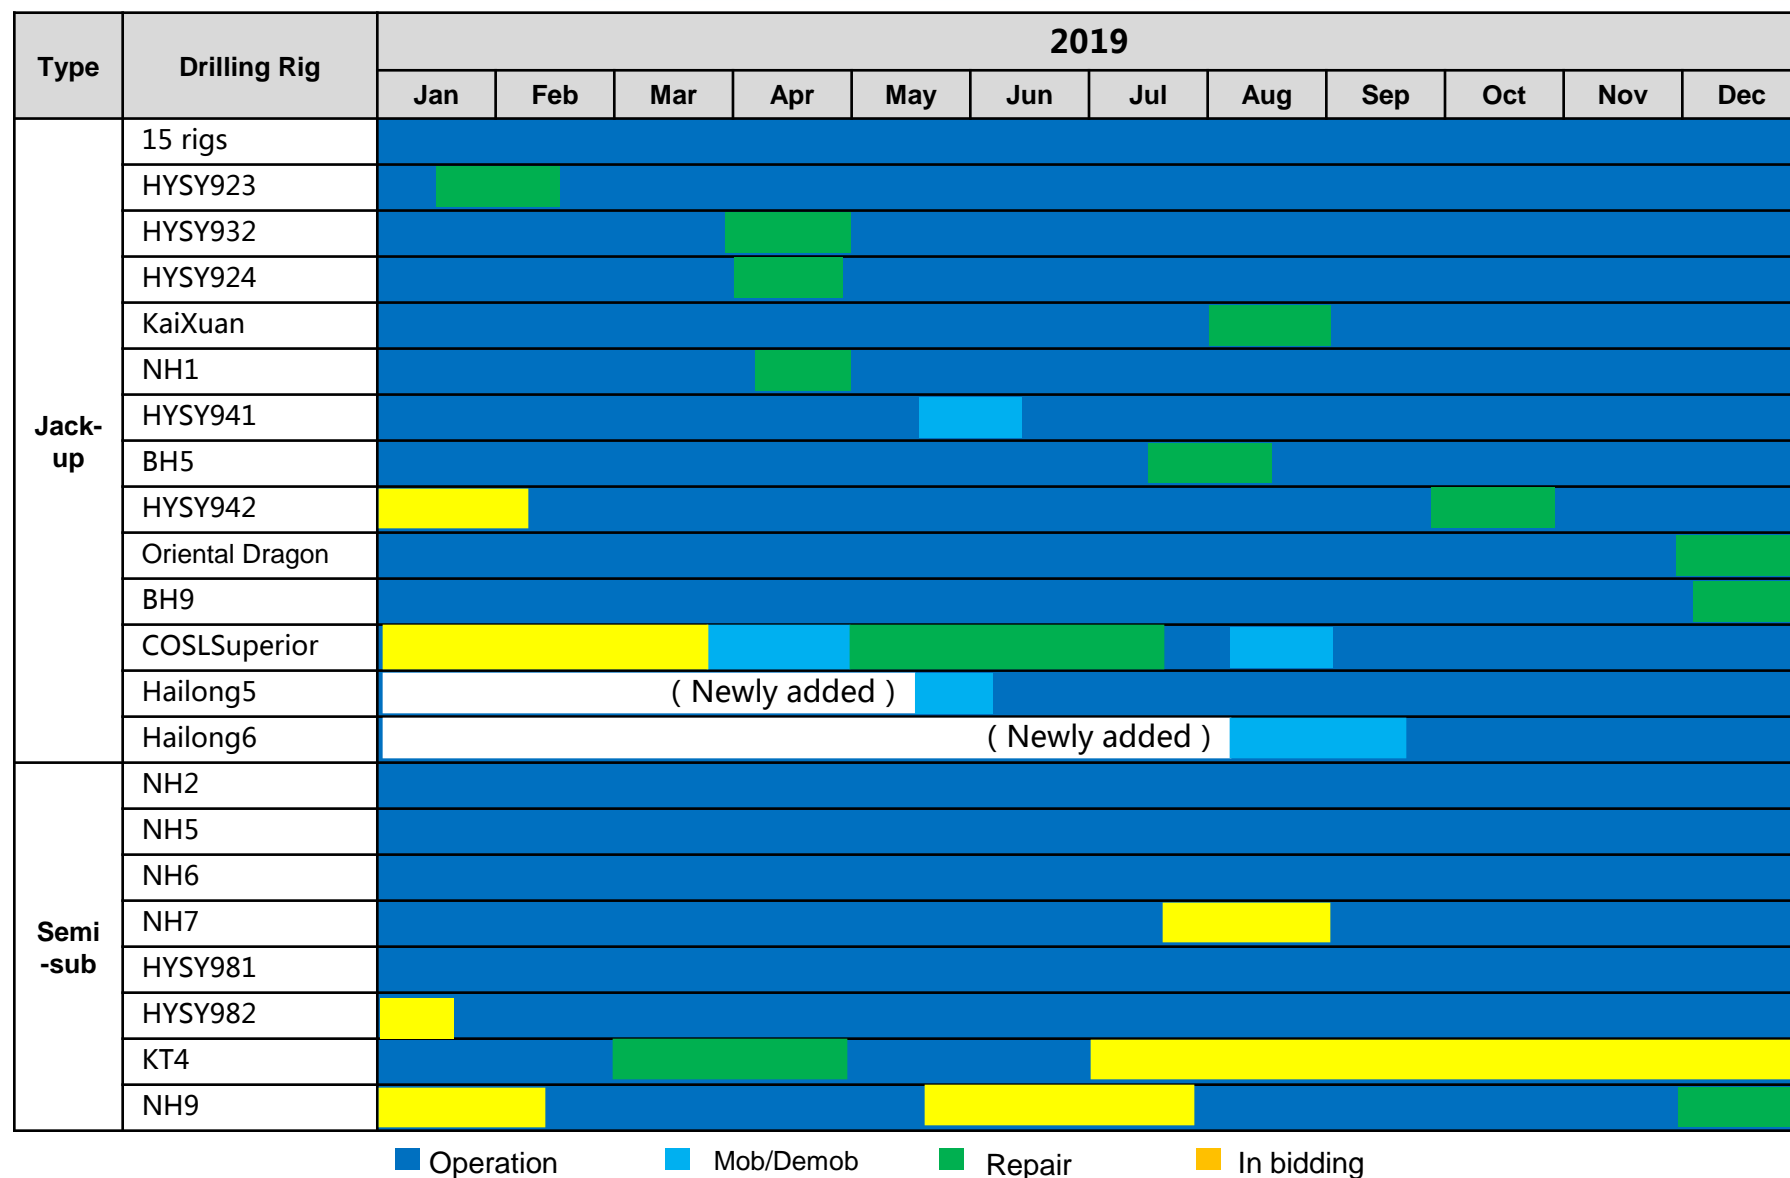 Type
Drilling Rig
2019
Jan Feb Mar Apr May Jun Jul Aug Sep Oct Nov Dec
Jack-
up
15 rigs
HYSY923
HYSY932
HYSY924
KaiXuan
NH1
HYSY941
BH5
HYSY942
Oriental Dragon
BH9
COSLSuperior
Hailong5
( Newly added )
Hailong6
( Newly added )
Semi
-sub
NH2
NH5
NH6
NH7
HYSY981
HYSY982
KT4
NH9
Operation Mob/Demob Repair In bidding